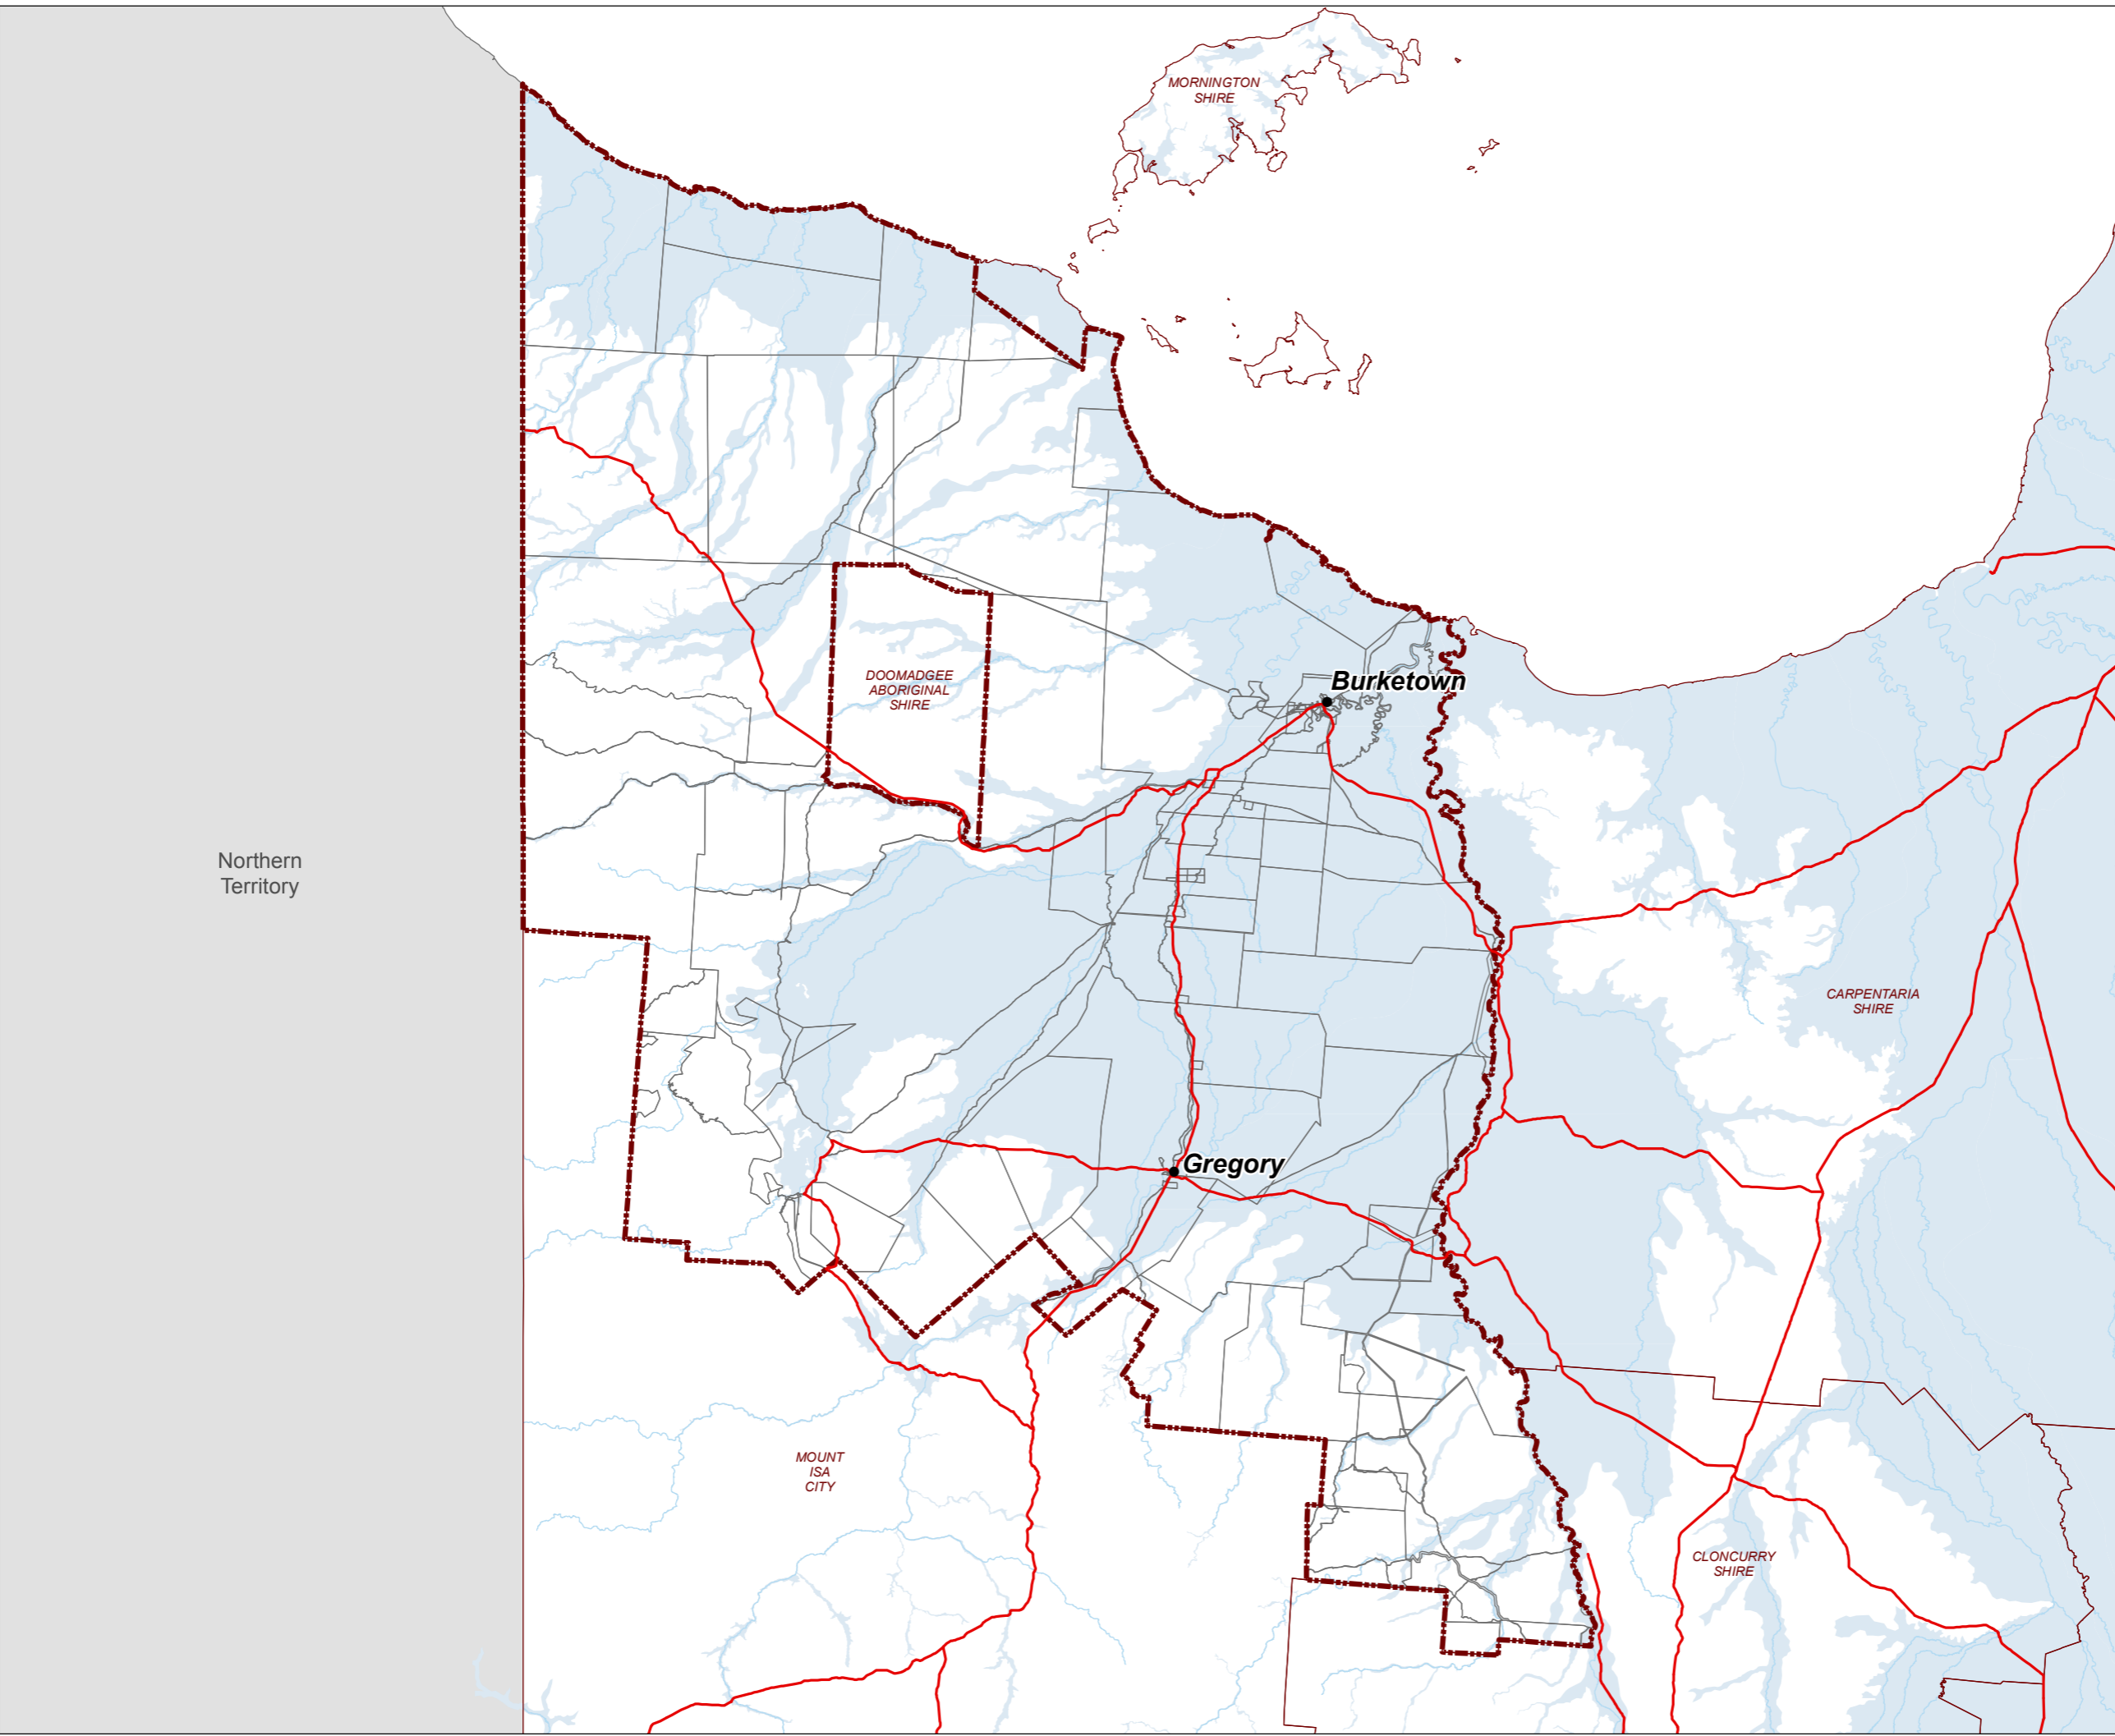 MORNINGTON
SHIRE
DOOMADGEE
ABORIGINAL
SHIRE
Burketown
Northern
Territory
CARPENTARIA
SHIRE
Gregory
MOUNT
ISA
CITY
CLONCURRY
SHIRE